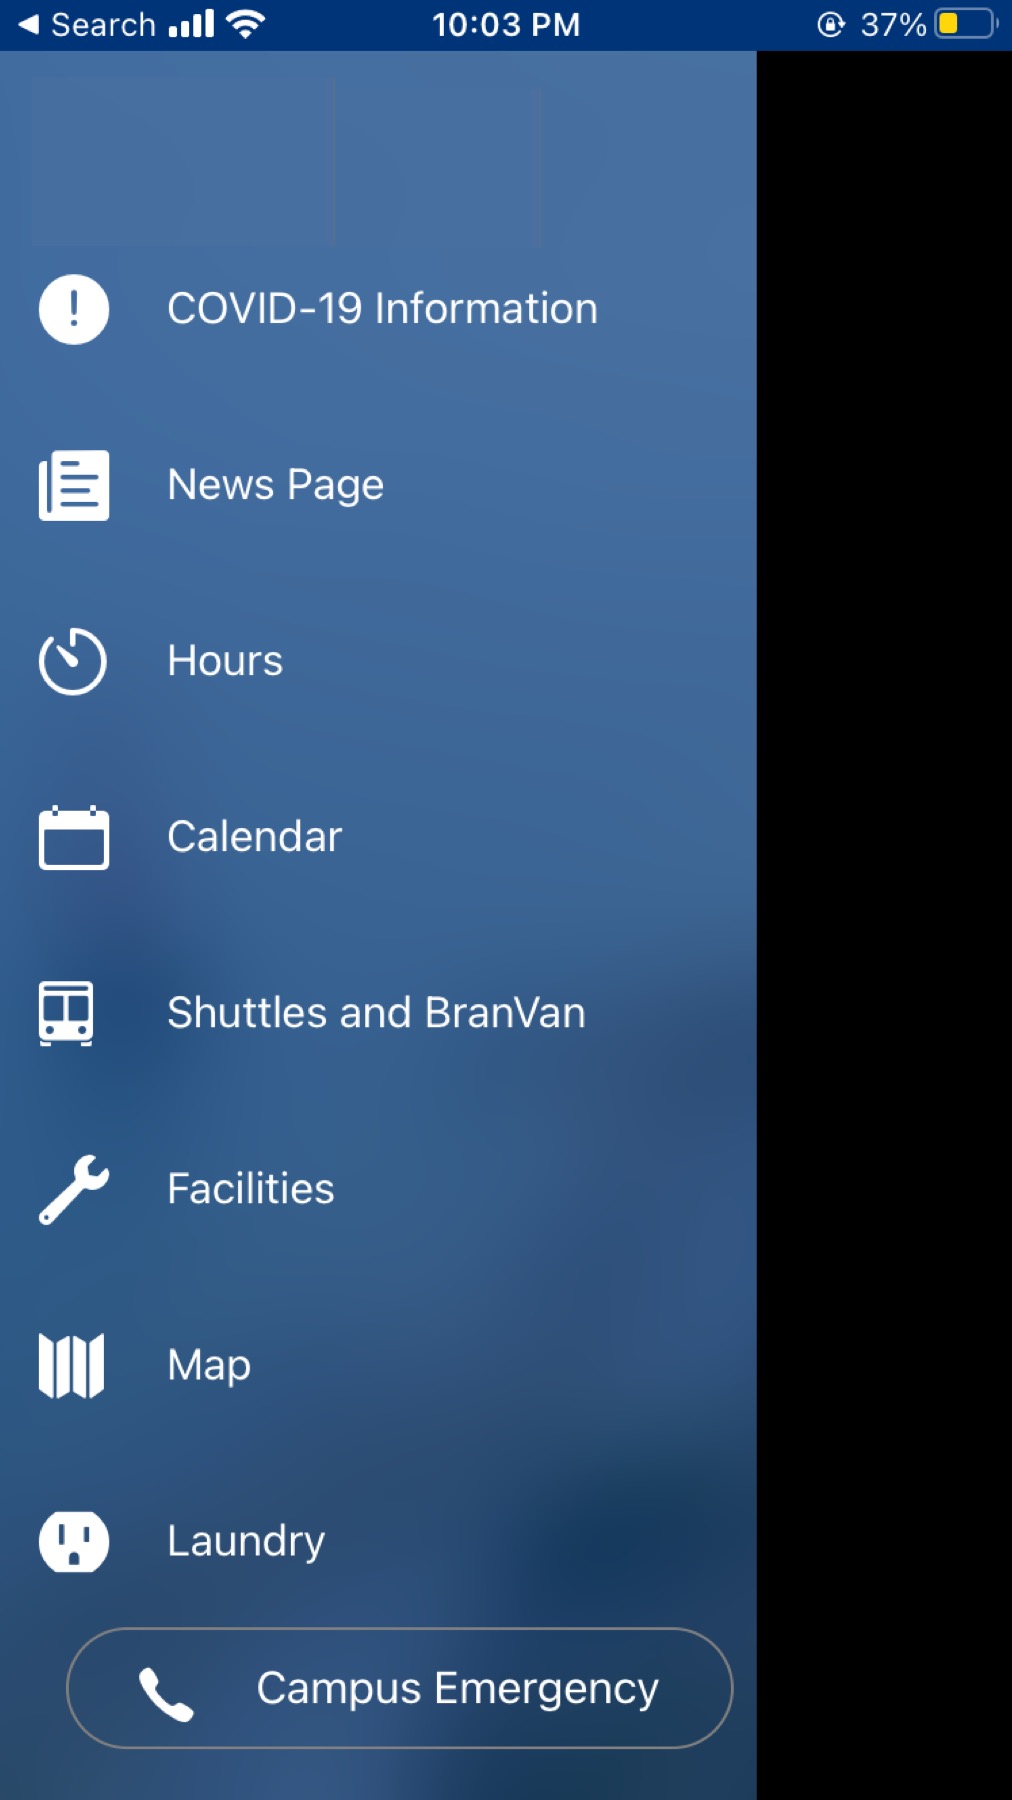 Search 10:03 PM 37%
COVID-19 Information
News Page
Hours
Calendar
Shuttles and BranVan
Facilities
Map
Laundry
Campus Emergency